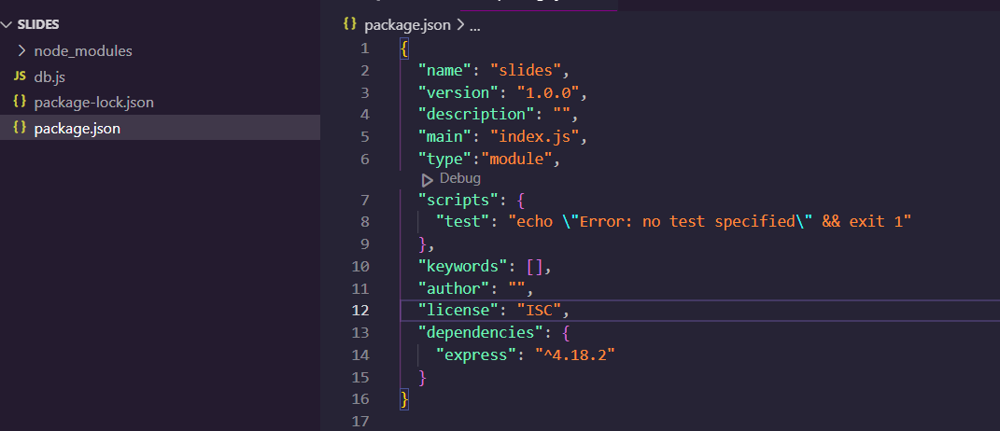 SLIDES
node_modules
JS db.js
{} package-lock.json
{} package.json
{} package.json > ...
1 {
2 "name": "slides",
3 "version": "1.0.0",
4 "description": "",
5 "main": "index.js",
6 "type":"module",
Debug
7 "scripts": {
8 "test": "echo \"Error: no test specified\" && exit 1"
9 },
10 "keywords": [],
11 "author": "",
12 "license": "ISC",
13 "dependencies": {
14 "express": "^4.18.2"
15 }
16 }
17